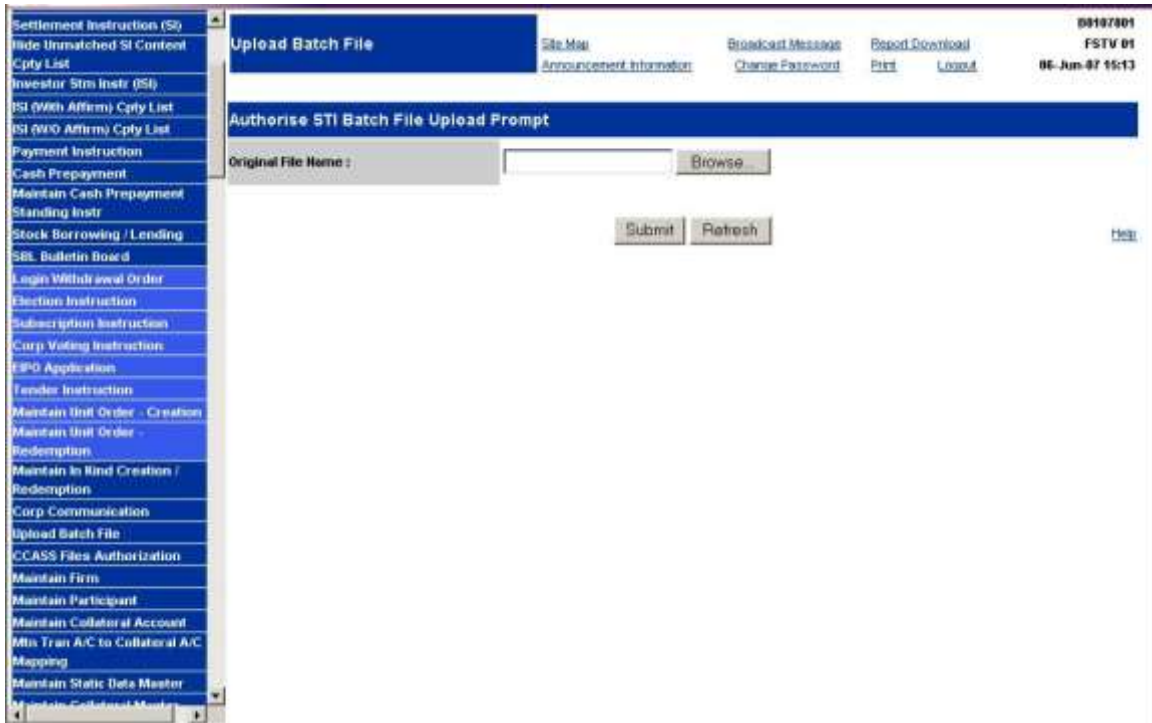 Settlement Instruction (SI)
Hide Unmatched SI Content
Cpty List
Investor Stm Instr (ISI)
ISI (With Affirm) Cpty List
ISI (W/O Affirm) Cpty List
Payment Instruction
Cash Prepayment
Maintain Cash Prepayment
Standing Instr
Stock Borrowing / Lending
SBL Bulletin Board
Login Withdrawal Order
Election Instruction
Subscription Instruction
Corp Voting Instruction
EIPO Application
Tender Instruction
Maintain Unit Order - Creation
Maintain Unit Order -
Redemption
Maintain In Kind Creation /
Redemption
Corp Communication
Upload Batch File
CCASS Files Authorization
Maintain Firm
Maintain Participant
Maintain Collateral Account
Mtn Tran A/C to Collateral A/C
Mapping
Maintain Static Data Master
Maintain Collateral Master
Upload Batch File
Site Map
Broadcast Message
Report Download
Announcement Information
Change Password
Print
Logout
B0107801
FSTV 01
06-Jun-07 15:13
Authorise STI Batch File Upload Prompt
Original File Name :
Browse...
Submit
Refresh
Help